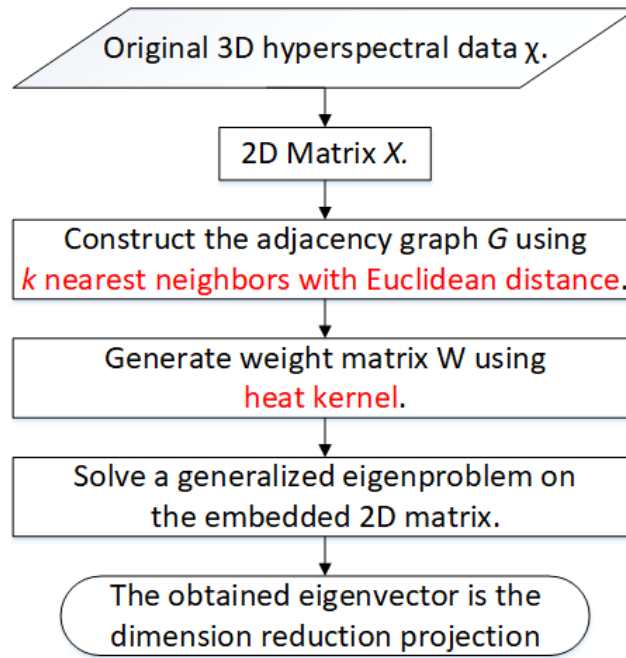 Original 3D hyperspectral data χ.
2D Matrix X.
Construct the adjacency graph G using
k nearest neighbors with Euclidean distance.
Generate weight matrix W using
heat kernel.
Solve a generalized eigenproblem on
the embedded 2D matrix.
The obtained eigenvector is the
dimension reduction projection